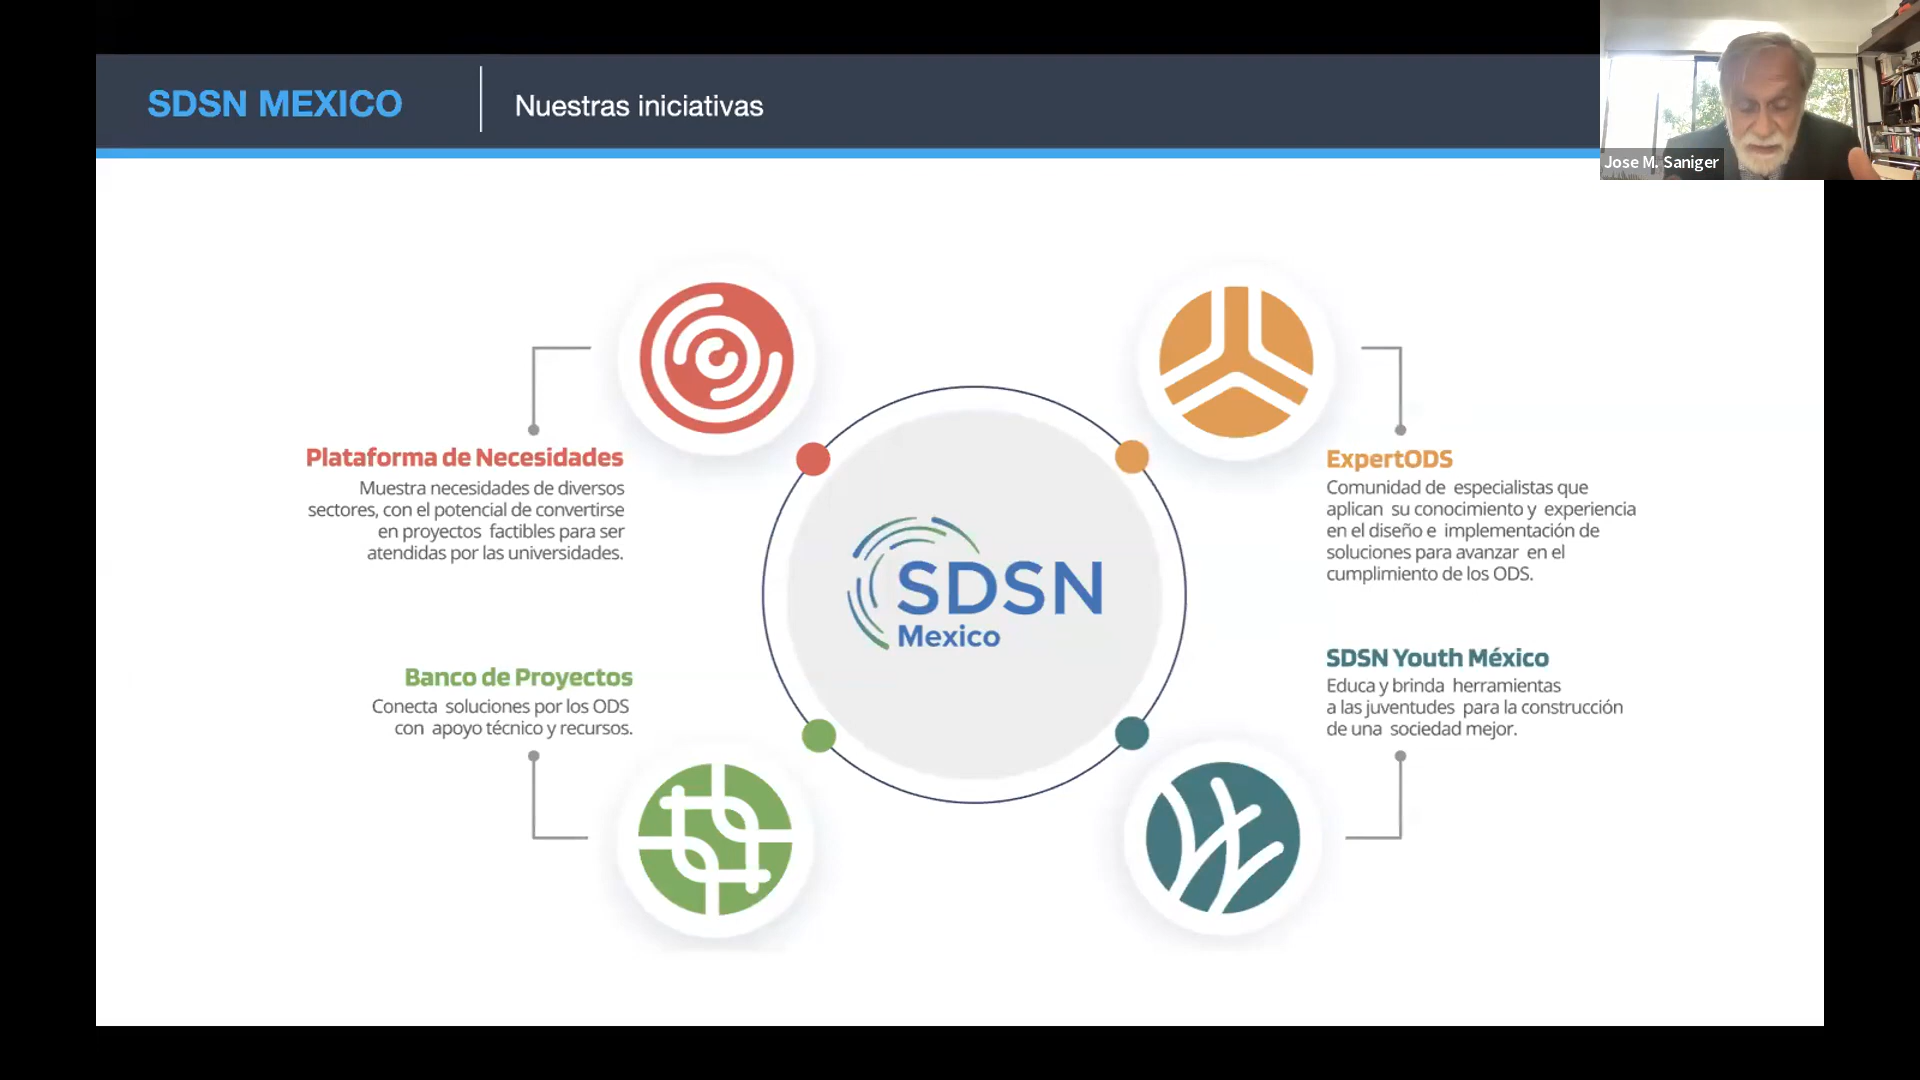 SDSN MEXICO
Nuestras iniciativas
Jose M. Saniger
Plataforma de Necesidades
Muestra necesidades de diversos
sectores, con el potencial de convertirse
en proyectos factibles para ser
atendidas por las universidades.
ExpertODS
Comunidad de especialistas que
aplican su conocimiento y experiencia
en el diseño e implementación de
soluciones para avanzar en el
cumplimiento de los ODS.
SDSN
Mexico
Banco de Proyectos
Conecta soluciones por los ODS
con apoyo técnico y recursos.
SDSN Youth México
Educa y brinda herramientas
a las juventudes para la construcción
de una sociedad mejor.